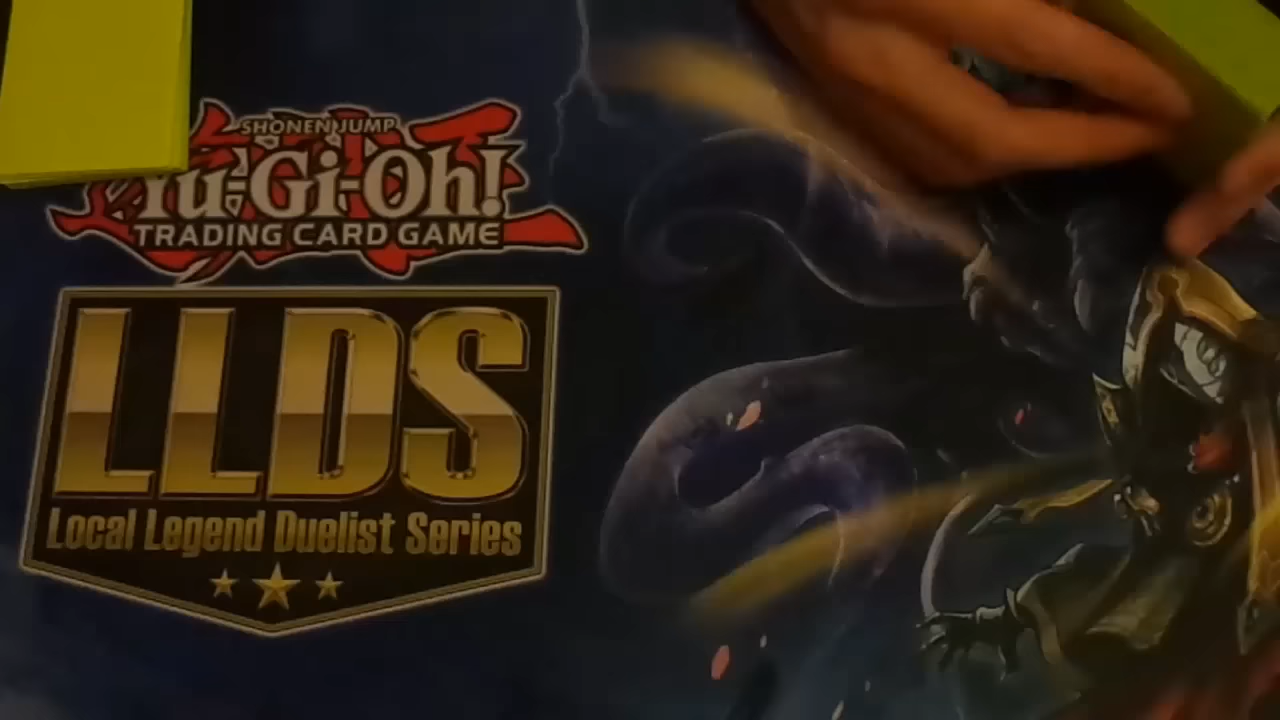 SHONEN JUMP
Yu-Gi-Oh!
TRADING CARD GAME
LLDS
Local Legend Duelist Series